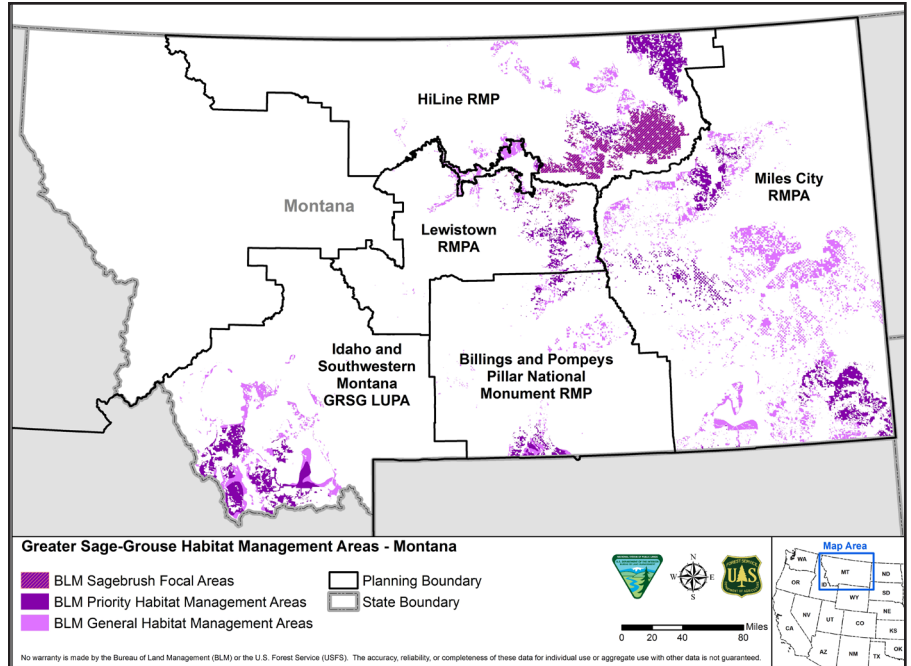 HiLine RMP
Montana
Miles City
RMPA
Lewistown
RMPA
Idaho and
Southwestern
Montana
GRSG LUPA
Billings and Pompeys
Pillar National
Monument RMP
Greater Sage-Grouse Habitat Management Areas - Montana
BLM Sagebrush Focal Areas
BLM Priority Habitat Management Areas
BLM General Habitat Management Areas
Planning Boundary
State Boundary
N
W
E
S
UAS
Miles
0 20 40 80
Map Area
WA
MT
ND
OR
ID
SD
WY
NE
NV
UT
CO
KS
CA
AZ
NM
TX
OK
No warranty is made by the Bureau of Land Management (BLM) or the U.S. Forest Service (USFS). The accuracy, reliability, or completeness of these data for individual use or aggregate use with other data is not guaranteed.